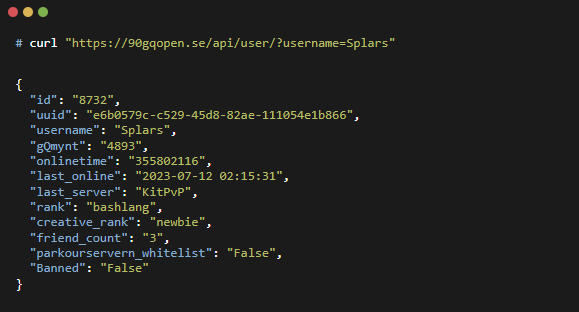 # curl "https://90gqopen.se/api/user/?username=Splars"
{
"id": "8732",
"uuid": "e6b0579c-c529-45d8-82ae-111054e1b866",
"username": "Splars",
"gQmynt": "4893",
"onlinetime": "355802116",
"last_online": "2023-07-12 02:15:31",
"last_server": "KitPvP",
"rank": "bashlang",
"creative_rank": "newbie",
"friend_count": "3",
"parkourservern_whitelist": "False",
"Banned": "False"
}